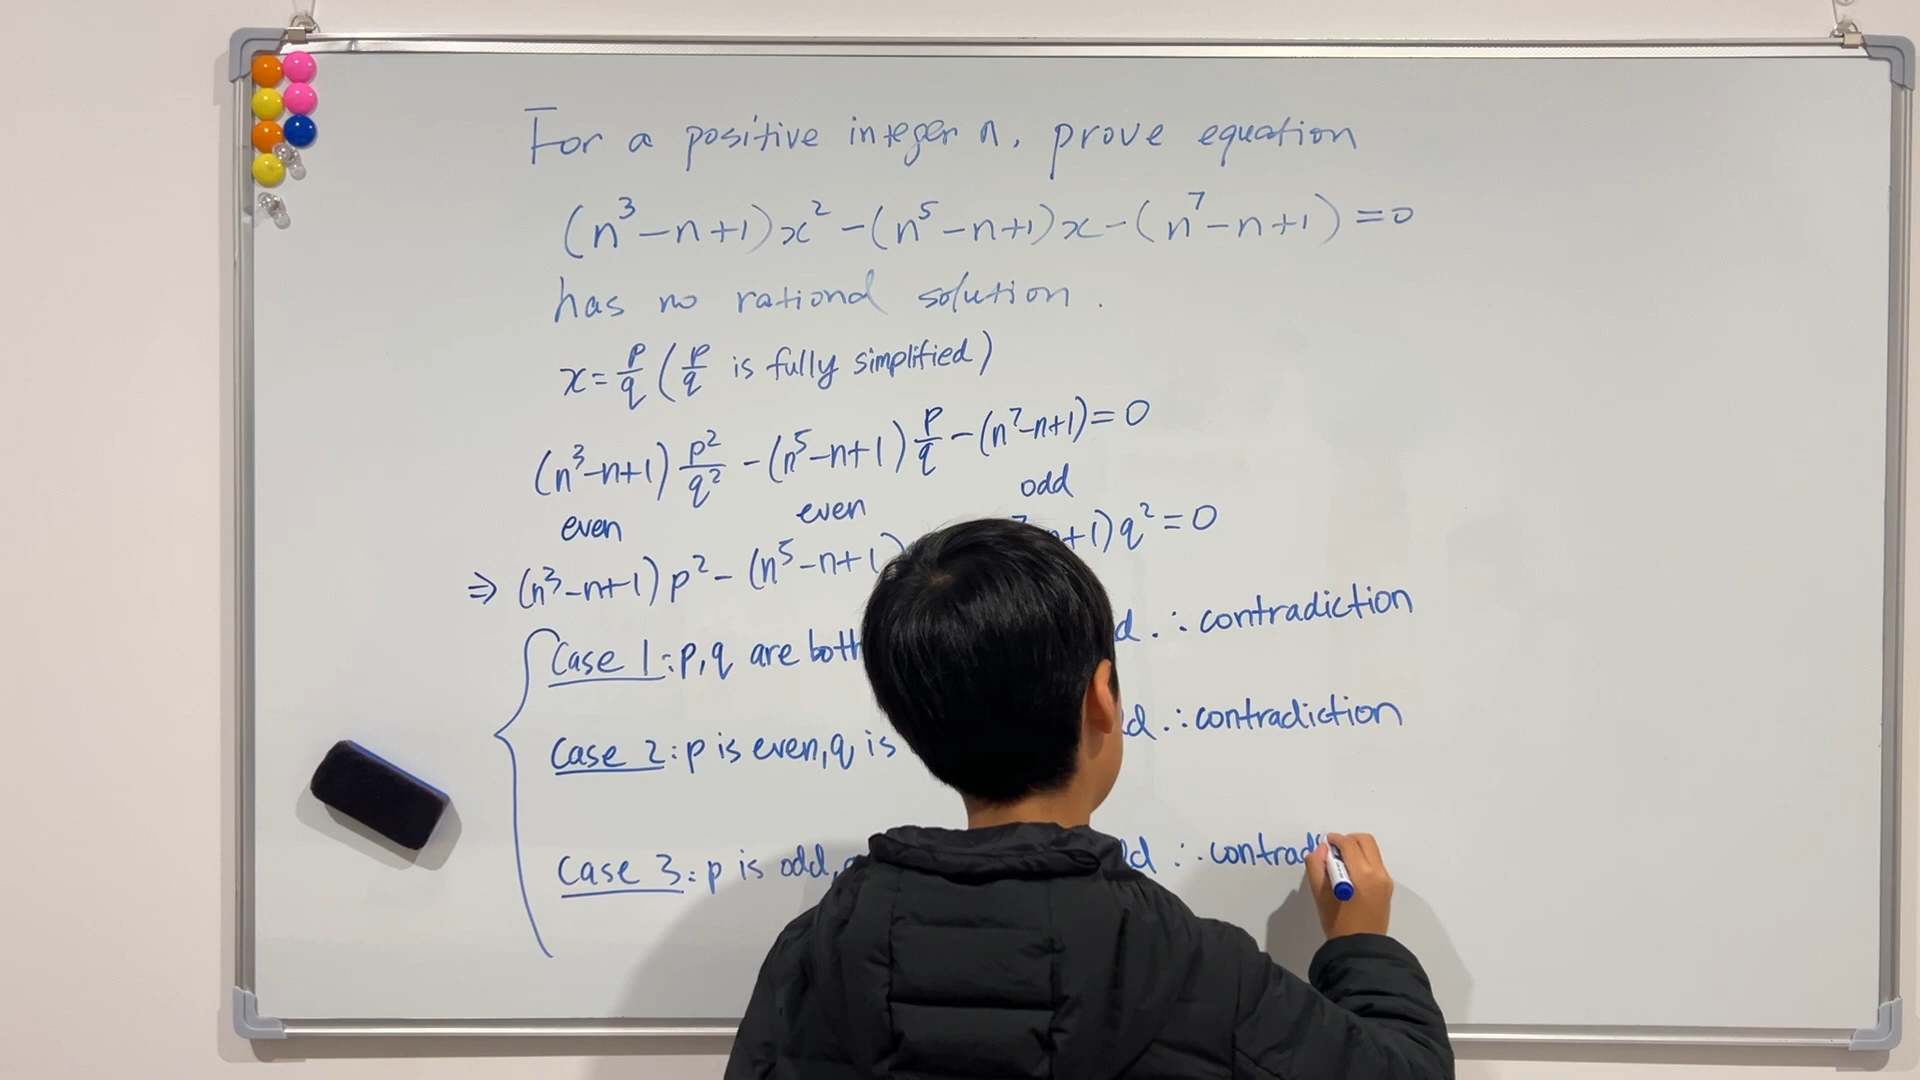 For a positive integer n, prove equation
(n³-n+1)x²-(n⁵-n+1)x-(n⁷-n+1)=0
has no rational solution.
x=p/q (p/q is fully simplified)
(n³-n+1) p²/q² - (n⁵-n+1) p/q - (n⁷-n+1)=0
even even odd
⇒ (n³-n+1)p²- (n⁵-n+1) n+1)q²=0
Case 1: p,q are both ∴ contradiction
Case 2: p is even, q is ∴ contradiction
Case 3: p is odd, ∴